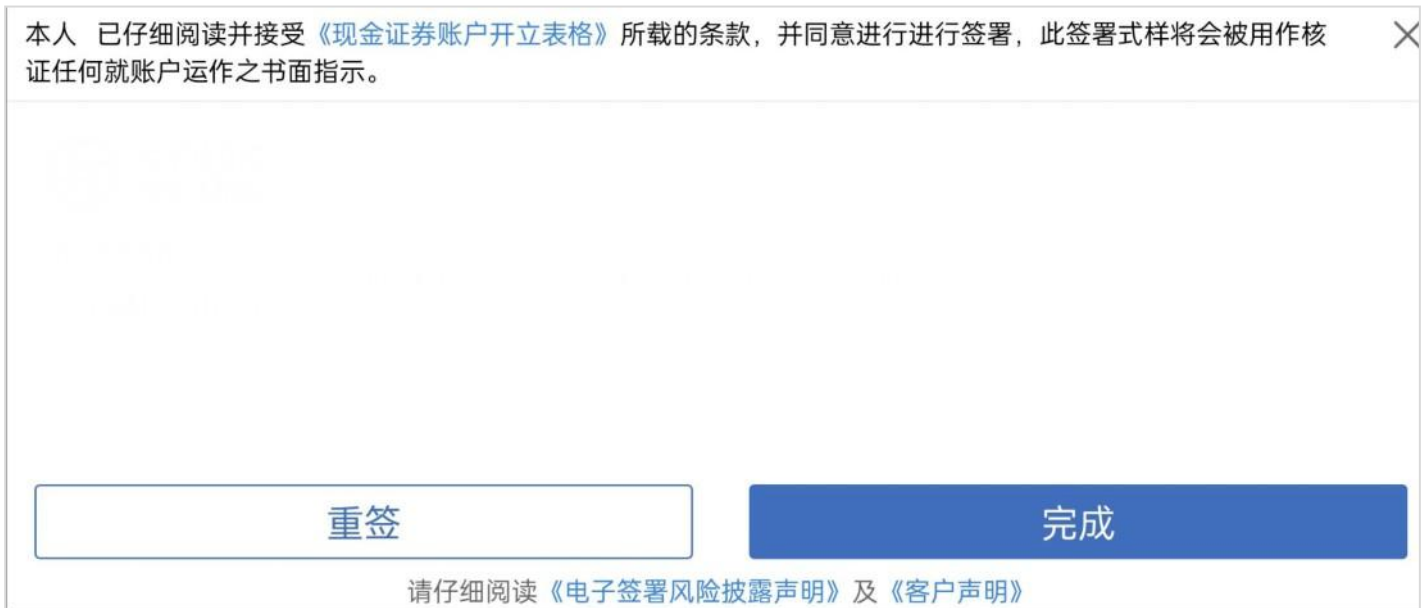 本人 已仔细阅读并接受《现金证券账户开立表格》所载的条款，并同意进行进行签署，此签署式样将会被用作核
证任何就账户运作之书面指示。
重签
完成
请仔细阅读《电子签署风险披露声明》及《客户声明》